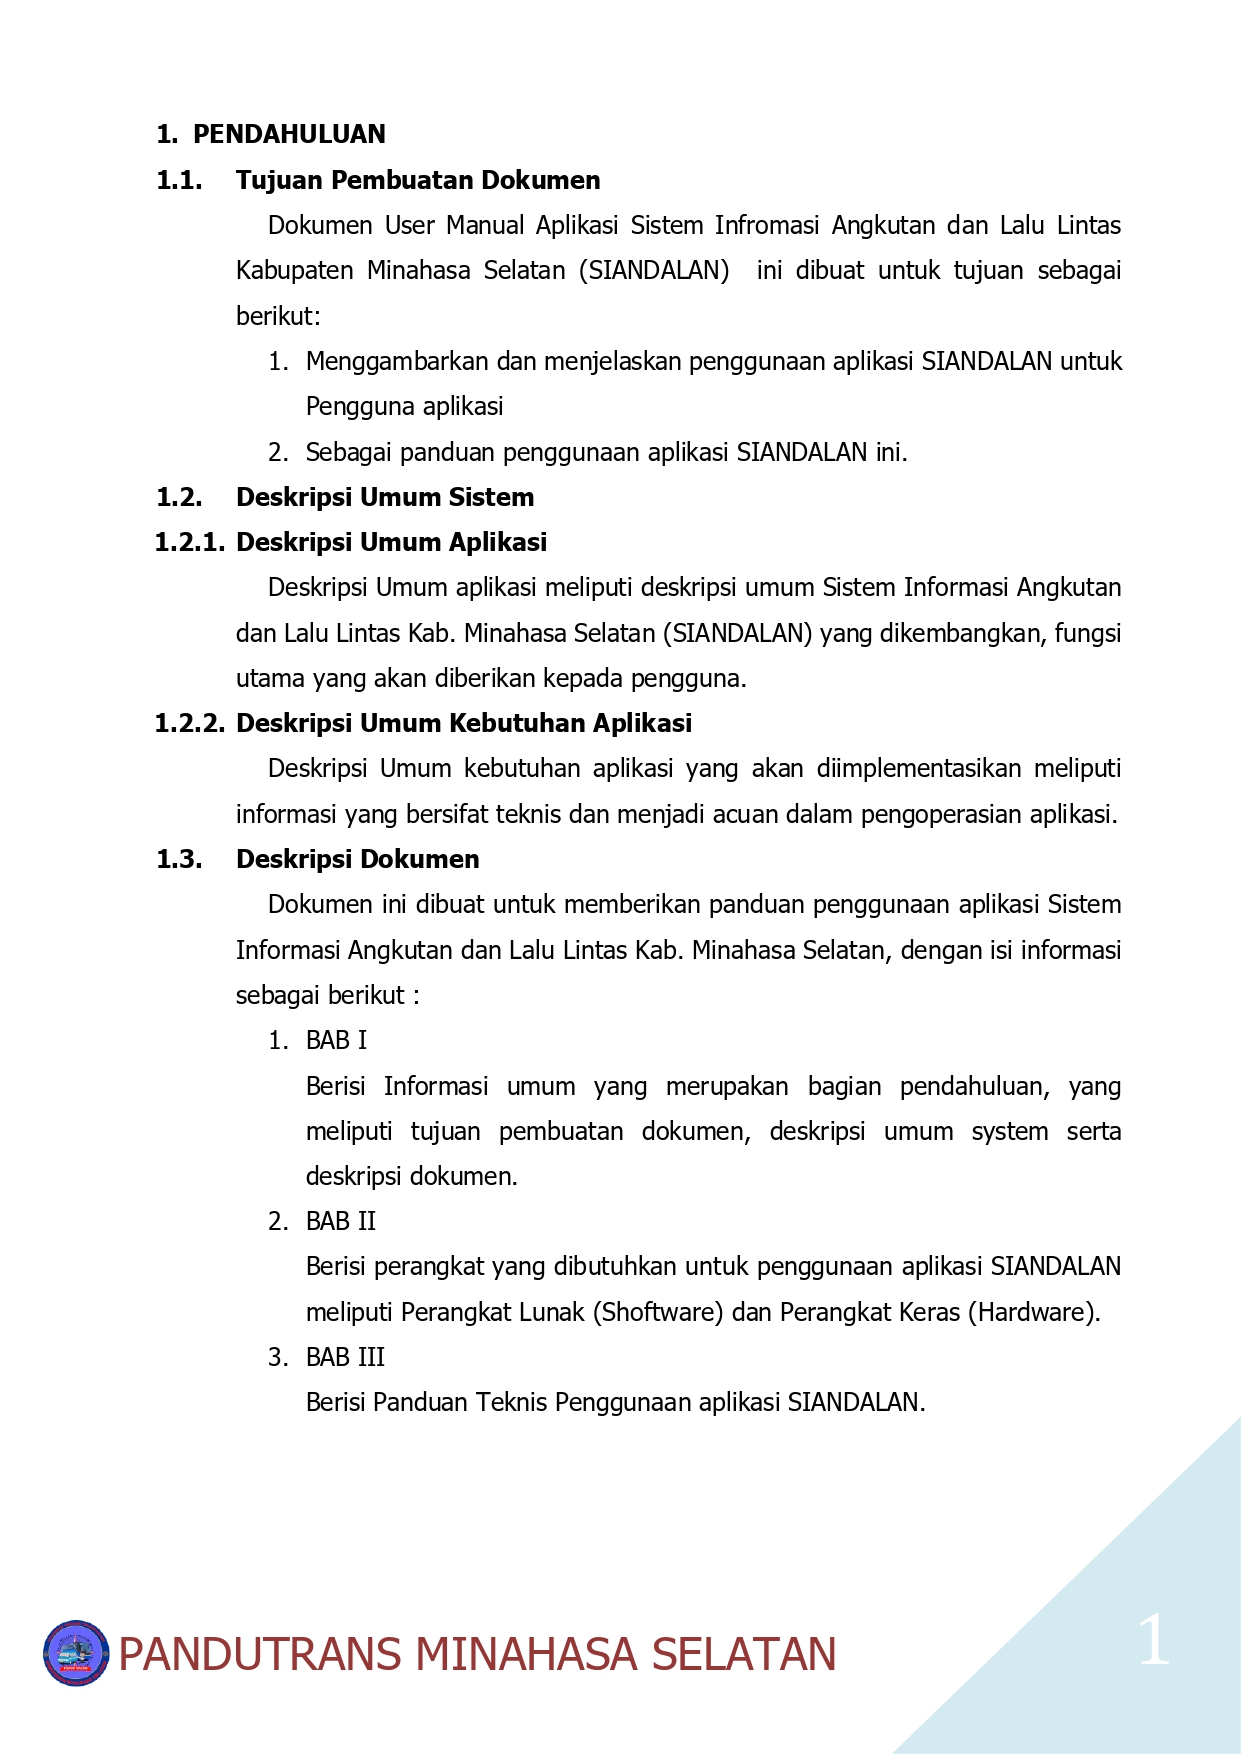 1. PENDAHULUAN
1.1. Tujuan Pembuatan Dokumen
Dokumen User Manual Aplikasi Sistem Infromasi Angkutan dan Lalu Lintas
Kabupaten Minahasa Selatan (SIANDALAN) ini dibuat untuk tujuan sebagai
berikut:
1. Menggambarkan dan menjelaskan penggunaan aplikasi SIANDALAN untuk
Pengguna aplikasi
2. Sebagai panduan penggunaan aplikasi SIANDALAN ini.
1.2. Deskripsi Umum Sistem
1.2.1. Deskripsi Umum Aplikasi
Deskripsi Umum aplikasi meliputi deskripsi umum Sistem Informasi Angkutan
dan Lalu Lintas Kab. Minahasa Selatan (SIANDALAN) yang dikembangkan, fungsi
utama yang akan diberikan kepada pengguna.
1.2.2. Deskripsi Umum Kebutuhan Aplikasi
Deskripsi Umum kebutuhan aplikasi yang akan diimplementasikan meliputi
informasi yang bersifat teknis dan menjadi acuan dalam pengoperasian aplikasi.
1.3. Deskripsi Dokumen
Dokumen ini dibuat untuk memberikan panduan penggunaan aplikasi Sistem
Informasi Angkutan dan Lalu Lintas Kab. Minahasa Selatan, dengan isi informasi
sebagai berikut :
1. BAB I
Berisi Informasi umum yang merupakan bagian pendahuluan, yang
meliputi tujuan pembuatan dokumen, deskripsi umum system serta
deskripsi dokumen.
2. BAB II
Berisi perangkat yang dibutuhkan untuk penggunaan aplikasi SIANDALAN
meliputi Perangkat Lunak (Shoftware) dan Perangkat Keras (Hardware).
3. BAB III
Berisi Panduan Teknis Penggunaan aplikasi SIANDALAN.
PANDUTRANS MINAHASA SELATAN
1